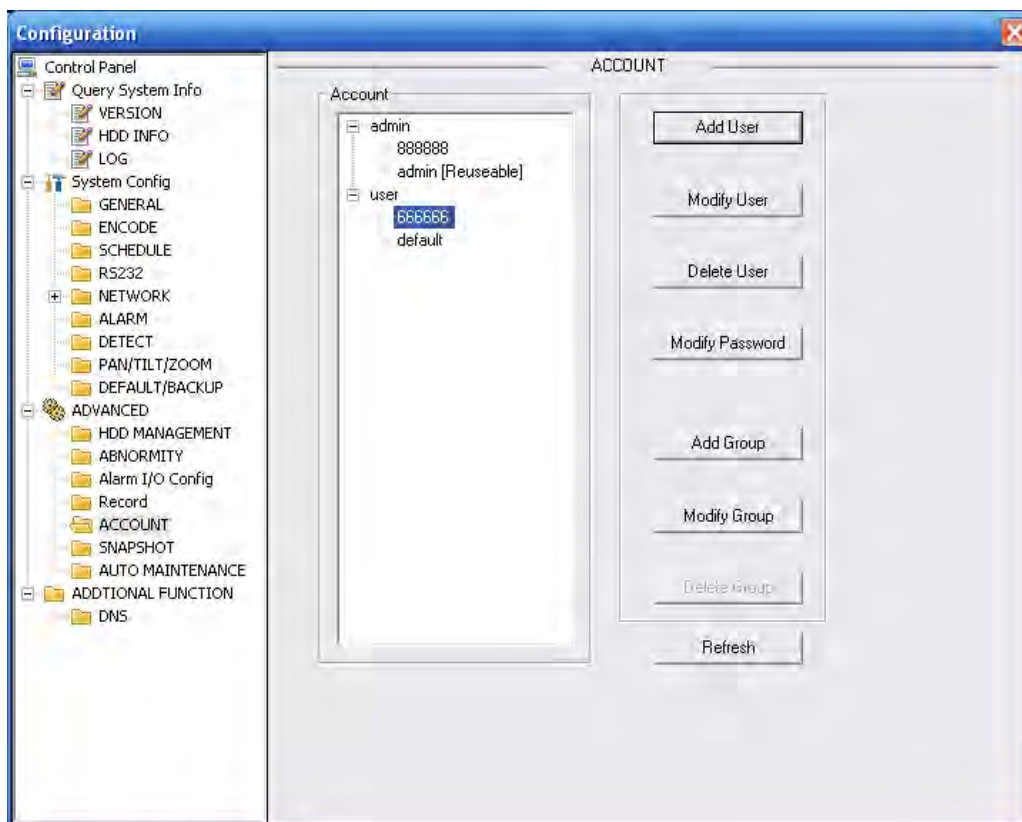 Configuration
Control Panel
Query System Info
VERSION
HDD INFO
LOG
System Config
GENERAL
ENCODE
SCHEDULE
RS232
NETWORK
ALARM
DETECT
PAN/TILT/ZOOM
DEFAULT/BACKUP
ADVANCED
HDD MANAGEMENT
ABNORMITY
Alarm I/O Config
Record
ACCOUNT
SNAPSHOT
AUTO MAINTENANCE
ADDTIONAL FUNCTION
DNS
ACCOUNT
Account
admin
888888
admin [Reuseable]
user
666666
default
Add User
Modify User
Delete User
Modify Password
Add Group
Modify Group
Delete Group
Refresh